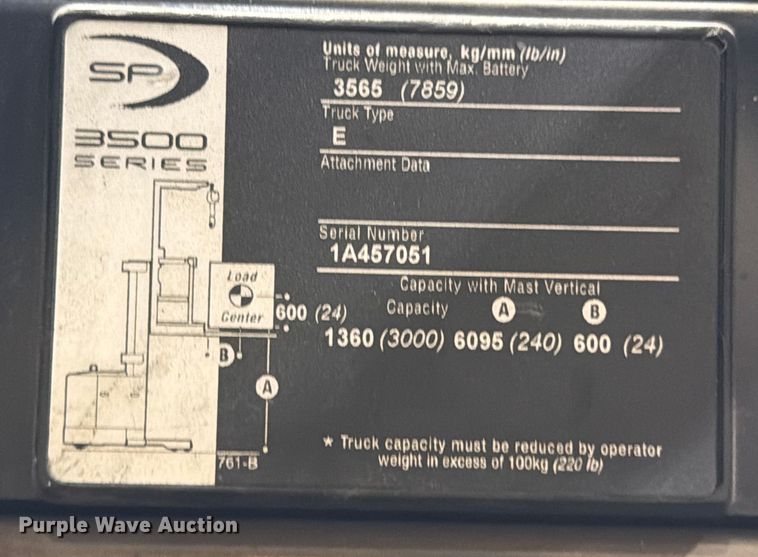 SP
3500
SERIES
Load
Center
600 (24)
B
A
761-B
Units of measure, kg/mm (lb/in)
Truck Weight with Max. Battery
3565 (7859)
Truck Type
E
Attachment Data
Serial Number
1A457051
Capacity with Mast Vertical
Capacity A B
1360 (3000) 6095 (240) 600 (24)
* Truck capacity must be reduced by operator
weight in excess of 100kg (220 lb)
Purple Wave Auction